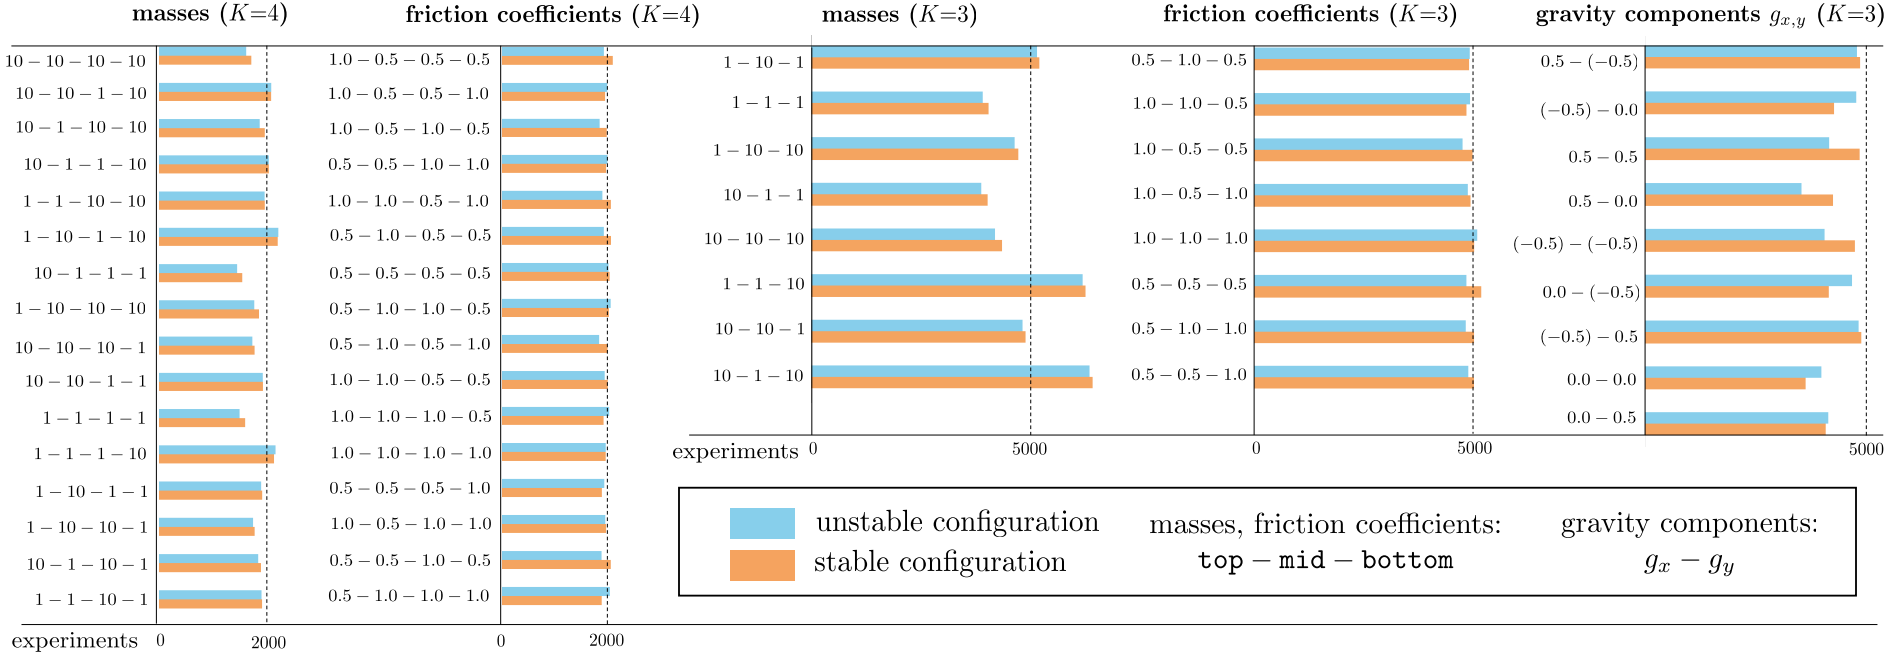 masses (K=4)
friction coefficients (K=4)
masses (K=3)
friction coefficients (K=3)
gravity components gx,y (K=3)
10 − 10 − 10 − 10
10 − 10 − 1 − 10
10 − 1 − 10 − 10
10 − 1 − 1 − 10
1 − 1 − 10 − 10
1 − 10 − 1 − 10
10 − 1 − 1 − 1
1 − 10 − 10 − 10
10 − 10 − 10 − 1
10 − 10 − 1 − 1
1 − 1 − 1 − 1
1 − 1 − 1 − 10
1 − 10 − 1 − 1
1 − 10 − 10 − 1
10 − 1 − 10 − 1
1 − 1 − 10 − 1
experiments
0
2000
1.0 − 0.5 − 0.5 − 0.5
1.0 − 0.5 − 0.5 − 1.0
1.0 − 0.5 − 1.0 − 0.5
0.5 − 0.5 − 1.0 − 1.0
1.0 − 1.0 − 0.5 − 1.0
0.5 − 1.0 − 0.5 − 0.5
0.5 − 0.5 − 0.5 − 0.5
0.5 − 1.0 − 1.0 − 0.5
0.5 − 1.0 − 0.5 − 1.0
1.0 − 1.0 − 0.5 − 0.5
1.0 − 1.0 − 1.0 − 0.5
1.0 − 1.0 − 1.0 − 1.0
0.5 − 0.5 − 0.5 − 1.0
1.0 − 0.5 − 1.0 − 1.0
0.5 − 0.5 − 1.0 − 0.5
0.5 − 1.0 − 1.0 − 1.0
0
2000
1 − 10 − 1
1 − 1 − 1
1 − 10 − 10
10 − 1 − 1
10 − 10 − 10
1 − 1 − 10
10 − 10 − 1
10 − 1 − 10
experiments
0
5000
0.5 − 1.0 − 0.5
1.0 − 1.0 − 0.5
1.0 − 0.5 − 0.5
1.0 − 0.5 − 1.0
1.0 − 1.0 − 1.0
0.5 − 0.5 − 0.5
0.5 − 1.0 − 1.0
0.5 − 0.5 − 1.0
0
5000
0.5 − (−0.5)
(−0.5) − 0.0
0.5 − 0.5
0.5 − 0.0
(−0.5) − (−0.5)
0.0 − (−0.5)
(−0.5) − 0.5
0.0 − 0.0
0.0 − 0.5
5000
unstable configuration
stable configuration
masses, friction coefficients:
top − mid − bottom
gravity components:
gx − gy